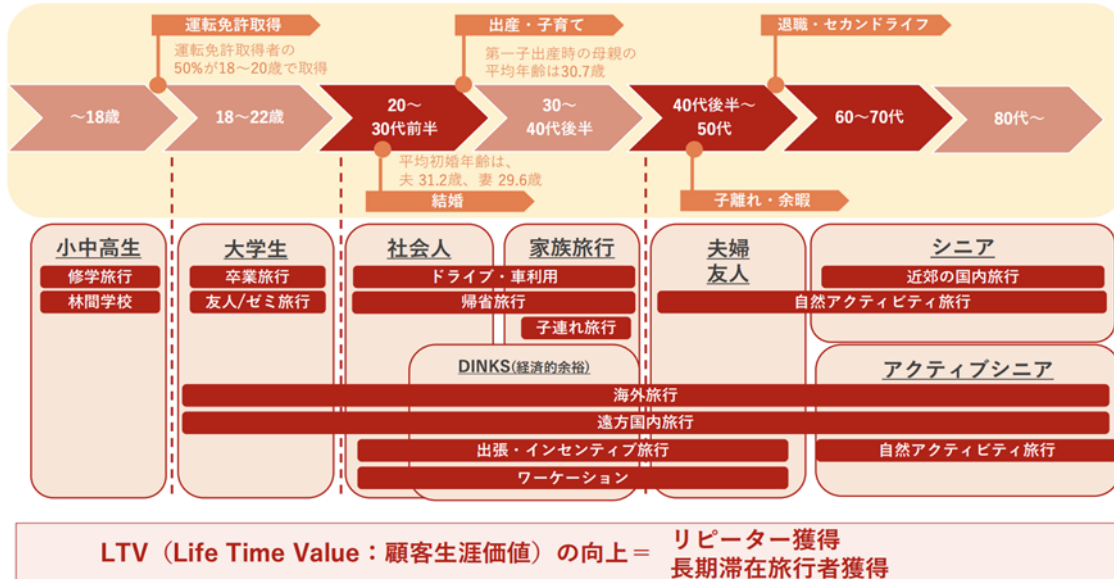 運転免許取得
出産・子育て
退職・セカンドライフ
運転免許取得者の
50%が18〜20歳で取得
第一子出産時の母親の
平均年齢は30.7歳
〜18歳
18〜22歳
20〜
30代前半
30〜
40代後半
40代後半〜
50代
60〜70代
80代〜
平均初婚年齢は、
夫 31.2歳、妻 29.6歳
結婚
子離れ・余暇
小中高生
修学旅行
林間学校
大学生
卒業旅行
友人/ゼミ旅行
社会人
家族旅行
ドライブ・車利用
帰省旅行
子連れ旅行
夫婦
友人
シニア
近郊の国内旅行
自然アクティビティ旅行
DINKS(経済的余裕)
アクティブシニア
海外旅行
遠方国内旅行
出張・インセンティブ旅行
自然アクティビティ旅行
ワーケーション
LTV(Life Time Value:顧客生涯価値)の向上=
リピーター獲得
長期滞在旅行者獲得